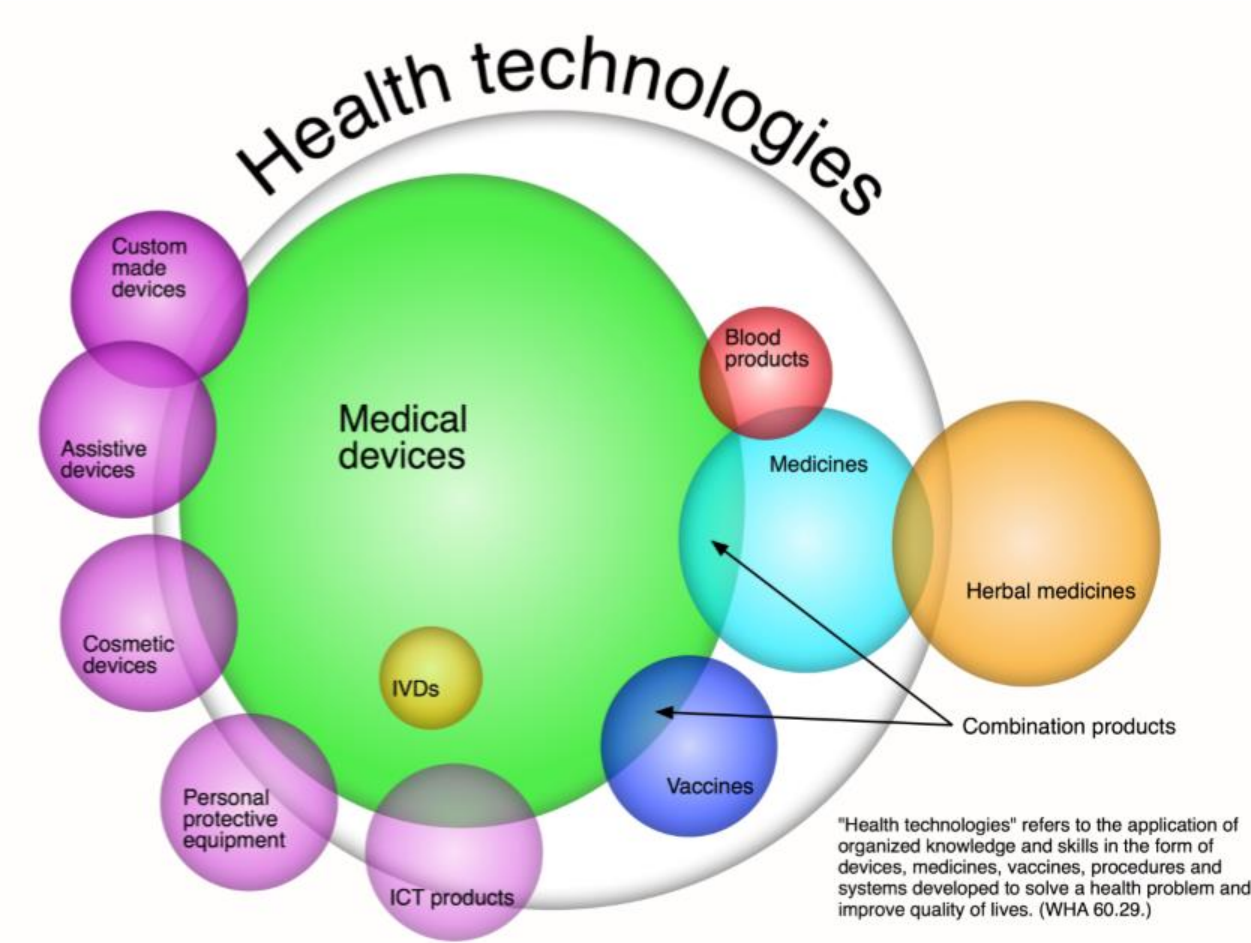 Health technologies
Custom
made
devices
Assistive
devices
Medical
devices
Blood
products
Medicines
Herbal medicines
Cosmetic
devices
IVDs
Combination products
Personal
protective
equipment
Vaccines
ICT products
"Health technologies" refers to the application of
organized knowledge and skills in the form of
devices, medicines, vaccines, procedures and
systems developed to solve a health problem and
improve quality of lives. (WHA 60.29.)